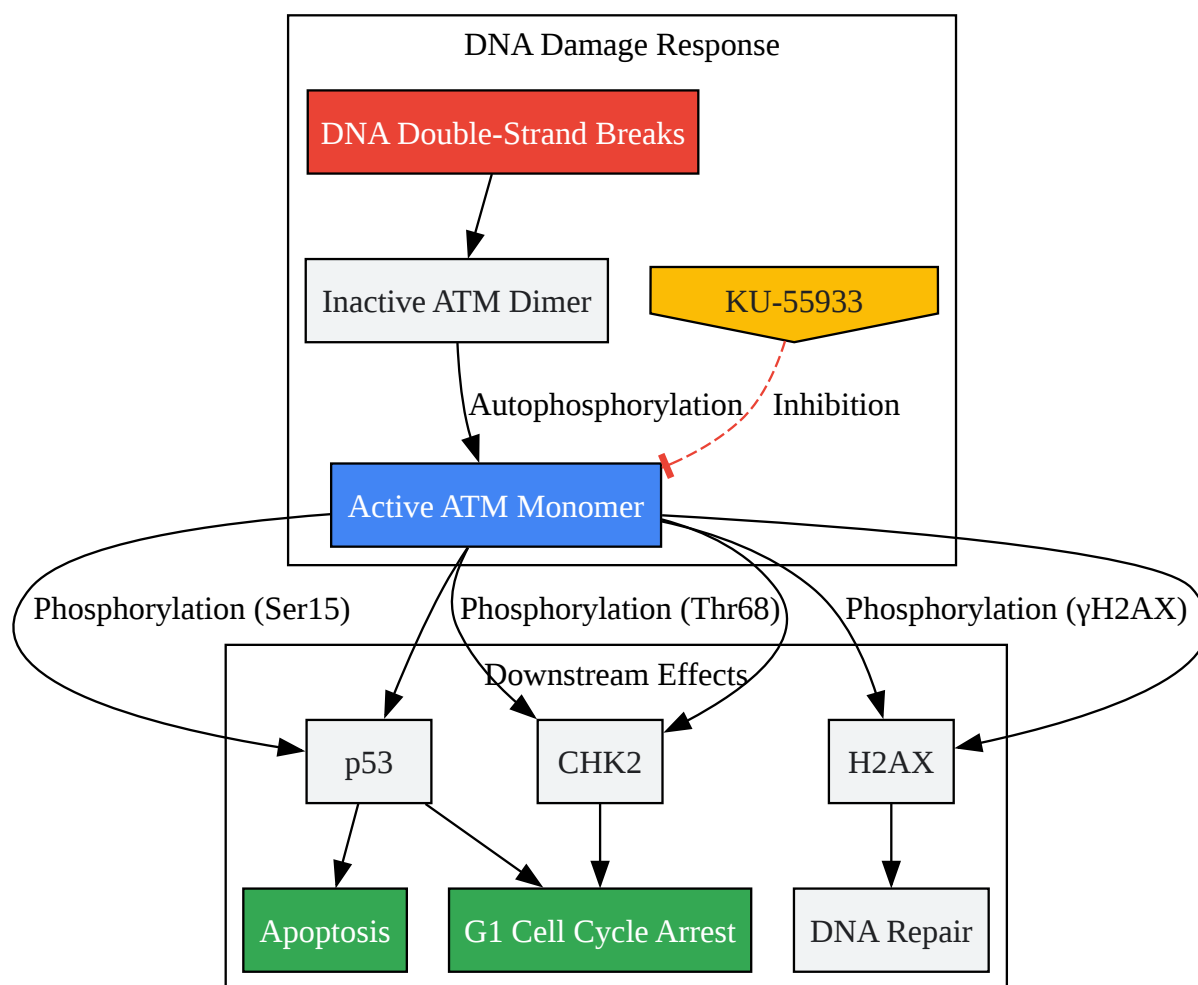 DNA Damage Response
DNA Double-Strand Breaks
Inactive ATM Dimer
KU-55933
Autophosphorylation
Inhibition
Active ATM Monomer
Phosphorylation (Ser15)
Phosphorylation (Thr68)
Phosphorylation (γH2AX)
Downstream Effects
p53
CHK2
H2AX
Apoptosis
G1 Cell Cycle Arrest
DNA Repair